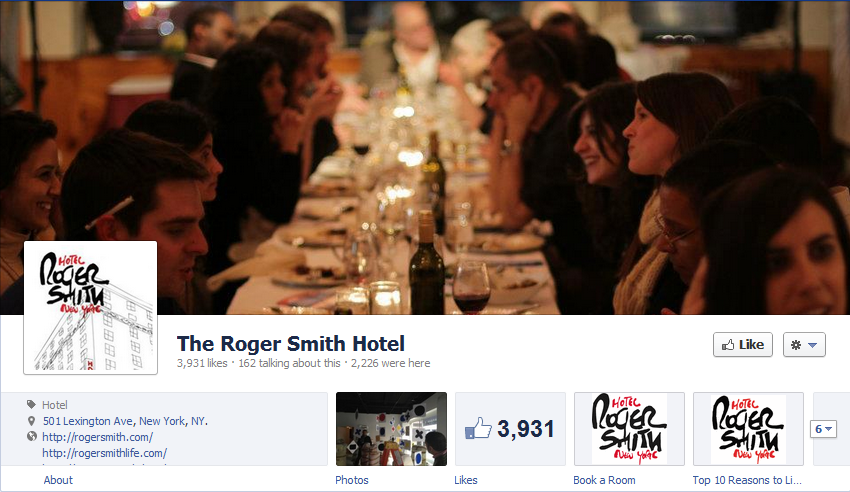 HOTEL
ROGER
SMITH
NEW YORK
The Roger Smith Hotel
3,931 likes · 162 talking about this · 2,226 were here
Like
Hotel
501 Lexington Ave, New York, NY.
http://rogersmith.com/
http://rogersmithlife.com/
About
Photos
3,931
Likes
HOTEL
ROGER
SMITH
NEW YORK
Book a Room
HOTEL
ROGER
SMITH
NEW YORK
Top 10 Reasons to Li...
6